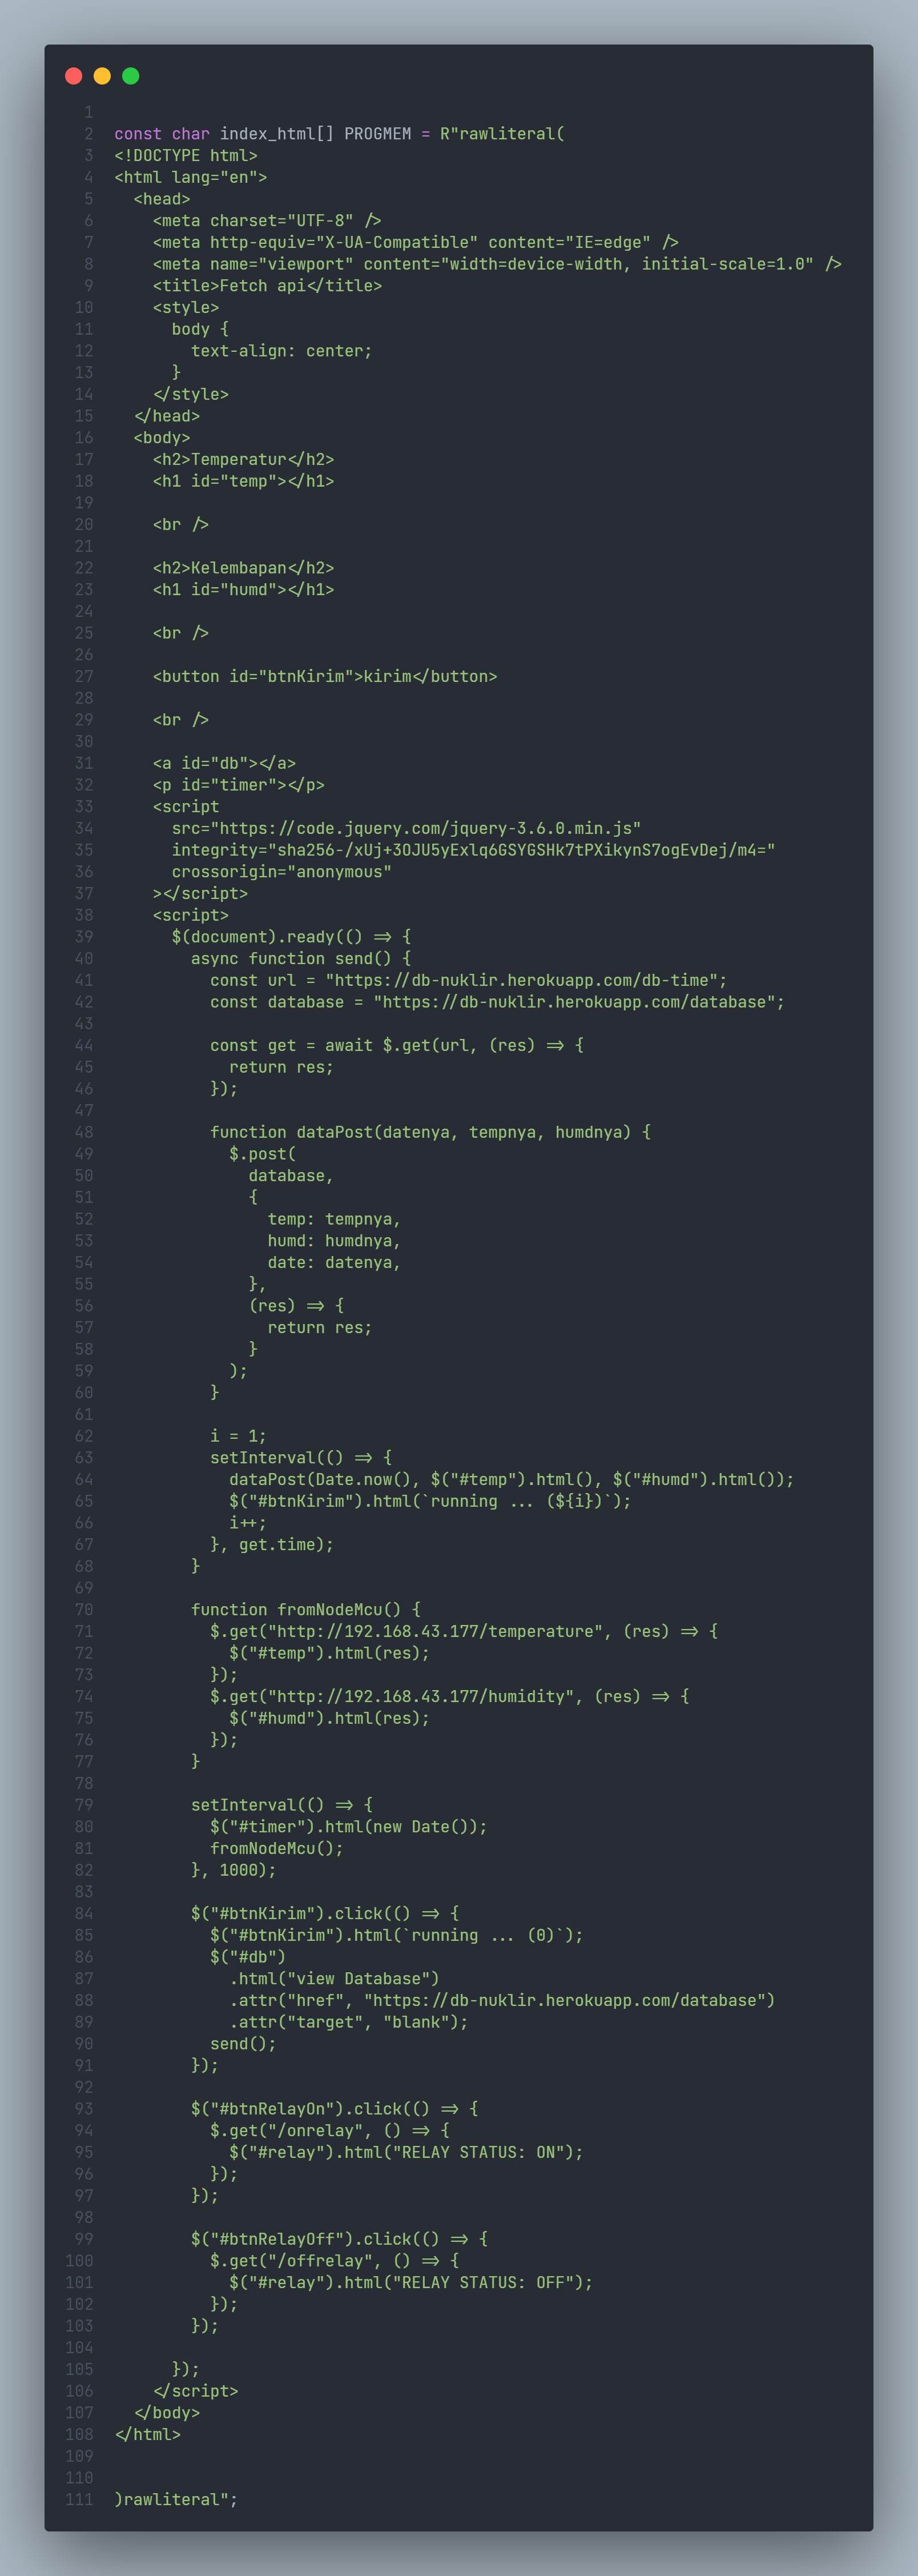 1
2 const char index_html[] PROGMEM = R"rawliteral(
3 <!DOCTYPE html>
4 <html lang="en">
5   <head>
6     <meta charset="UTF-8" />
7     <meta http-equiv="X-UA-Compatible" content="IE=edge" />
8     <meta name="viewport" content="width=device-width, initial-scale=1.0" />
9     <title>Fetch api</title>
10     <style>
11       body {
12         text-align: center;
13       }
14     </style>
15   </head>
16   <body>
17     <h2>Temperatur</h2>
18     <h1 id="temp"></h1>
19
20     <br />
21
22     <h2>Kelembapan</h2>
23     <h1 id="humd"></h1>
24
25     <br />
26
27     <button id="btnKirim">kirim</button>
28
29     <br />
30
31     <a id="db"></a>
32     <p id="timer"></p>
33     <script
34       src="https://code.jquery.com/jquery-3.6.0.min.js"
35       integrity="sha256-/xUj+3OJU5yExlq6GSYGSHk7tPXikynS7ogEvDej/m4="
36       crossorigin="anonymous"
37     ></script>
38     <script>
39       $(document).ready(() => {
40         async function send() {
41           const url = "https://db-nuklir.herokuapp.com/db-time";
42           const database = "https://db-nuklir.herokuapp.com/database";
43
44           const get = await $.get(url, (res) => {
45             return res;
46           });
47
48           function dataPost(datenya, tempnya, humdnya) {
49             $.post(
50               database,
51               {
52                 temp: tempnya,
53                 humd: humdnya,
54                 date: datenya,
55               },
56               (res) => {
57                 return res;
58               }
59             );
60           }
61
62           i = 1;
63           setInterval(() => {
64             dataPost(Date.now(), $("#temp").html(), $("#humd").html());
65             $("#btnKirim").html(`running ... (${i})`);
66             i++;
67           }, get.time);
68         }
69
70         function fromNodeMcu() {
71           $.get("http://192.168.43.177/temperature", (res) => {
72             $("#temp").html(res);
73           });
74           $.get("http://192.168.43.177/humidity", (res) => {
75             $("#humd").html(res);
76           });
77         }
78
79         setInterval(() => {
80           $("#timer").html(new Date());
81           fromNodeMcu();
82         }, 1000);
83
84         $("#btnKirim").click(() => {
85           $("#btnKirim").html(`running ... (0)`);
86           $("#db")
87             .html("view Database")
88             .attr("href", "https://db-nuklir.herokuapp.com/database")
89             .attr("target", "blank");
90           send();
91         });
92
93         $("#btnRelayOn").click(() => {
94           $.get("/onrelay", () => {
95             $("#relay").html("RELAY STATUS: ON");
96           });
97         });
98
99         $("#btnRelayOff").click(() => {
100           $.get("/offrelay", () => {
101             $("#relay").html("RELAY STATUS: OFF");
102           });
103         });
104
105       });
106     </script>
107   </body>
108 </html>
109
110
111 )rawliteral";